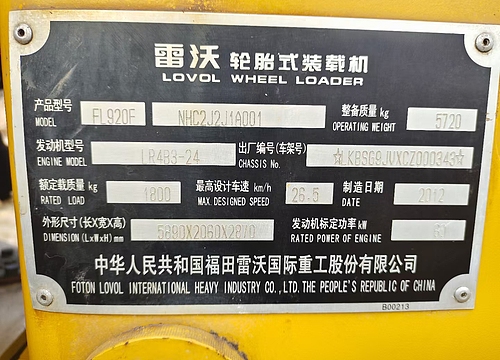 雷沃 轮胎式装载机
LOVOL WHEEL LOADER
产品型号 MODEL FL920F NHC2J2J1A001 整备质量 kg OPERATING WEIGHT 5720
发动机型号 ENGINE MODEL LR4B3-24 出厂编号(车架号) CHASSIS No.
额定载质量 kg RATED LOAD 1800 最高设计车速 km/h MAX DESIGNED SPEED 26.5 制造日期 DATE 2012
外形尺寸(长X宽X高) DIMENSION (LxWxH) mm 5890X2060X2870 发动机标定功率 kW RATED POWER OF ENGINE
中华人民共和国福田雷沃国际重工股份有限公司
FOTON LOVOL INTERNATIONAL HEAVY INDUSTRY CO., LTD. THE PEOPLE'S REPUBLIC OF CHINA
B00213